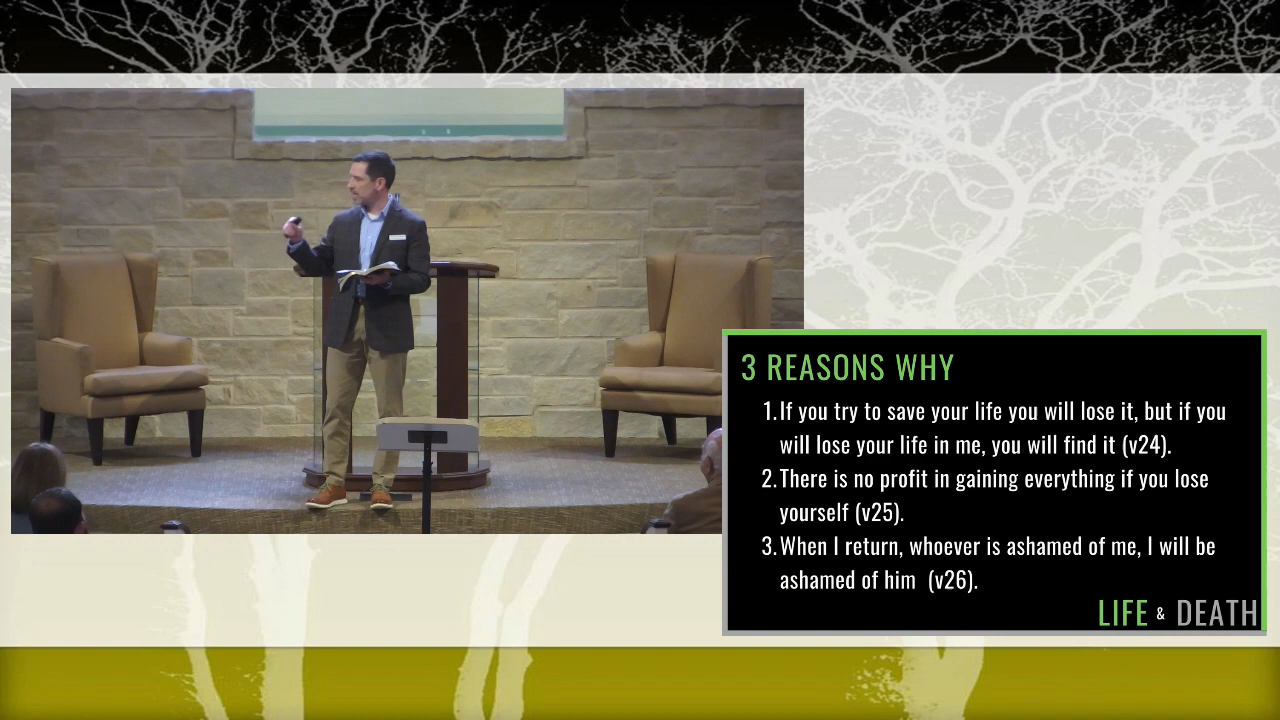 3 REASONS WHY
1. If you try to save your life you will lose it, but if you
will lose your life in me, you will find it (v24).
2. There is no profit in gaining everything if you lose
yourself (v25).
3. When I return, whoever is ashamed of me, I will be
ashamed of him (v26).
LIFE & DEATH